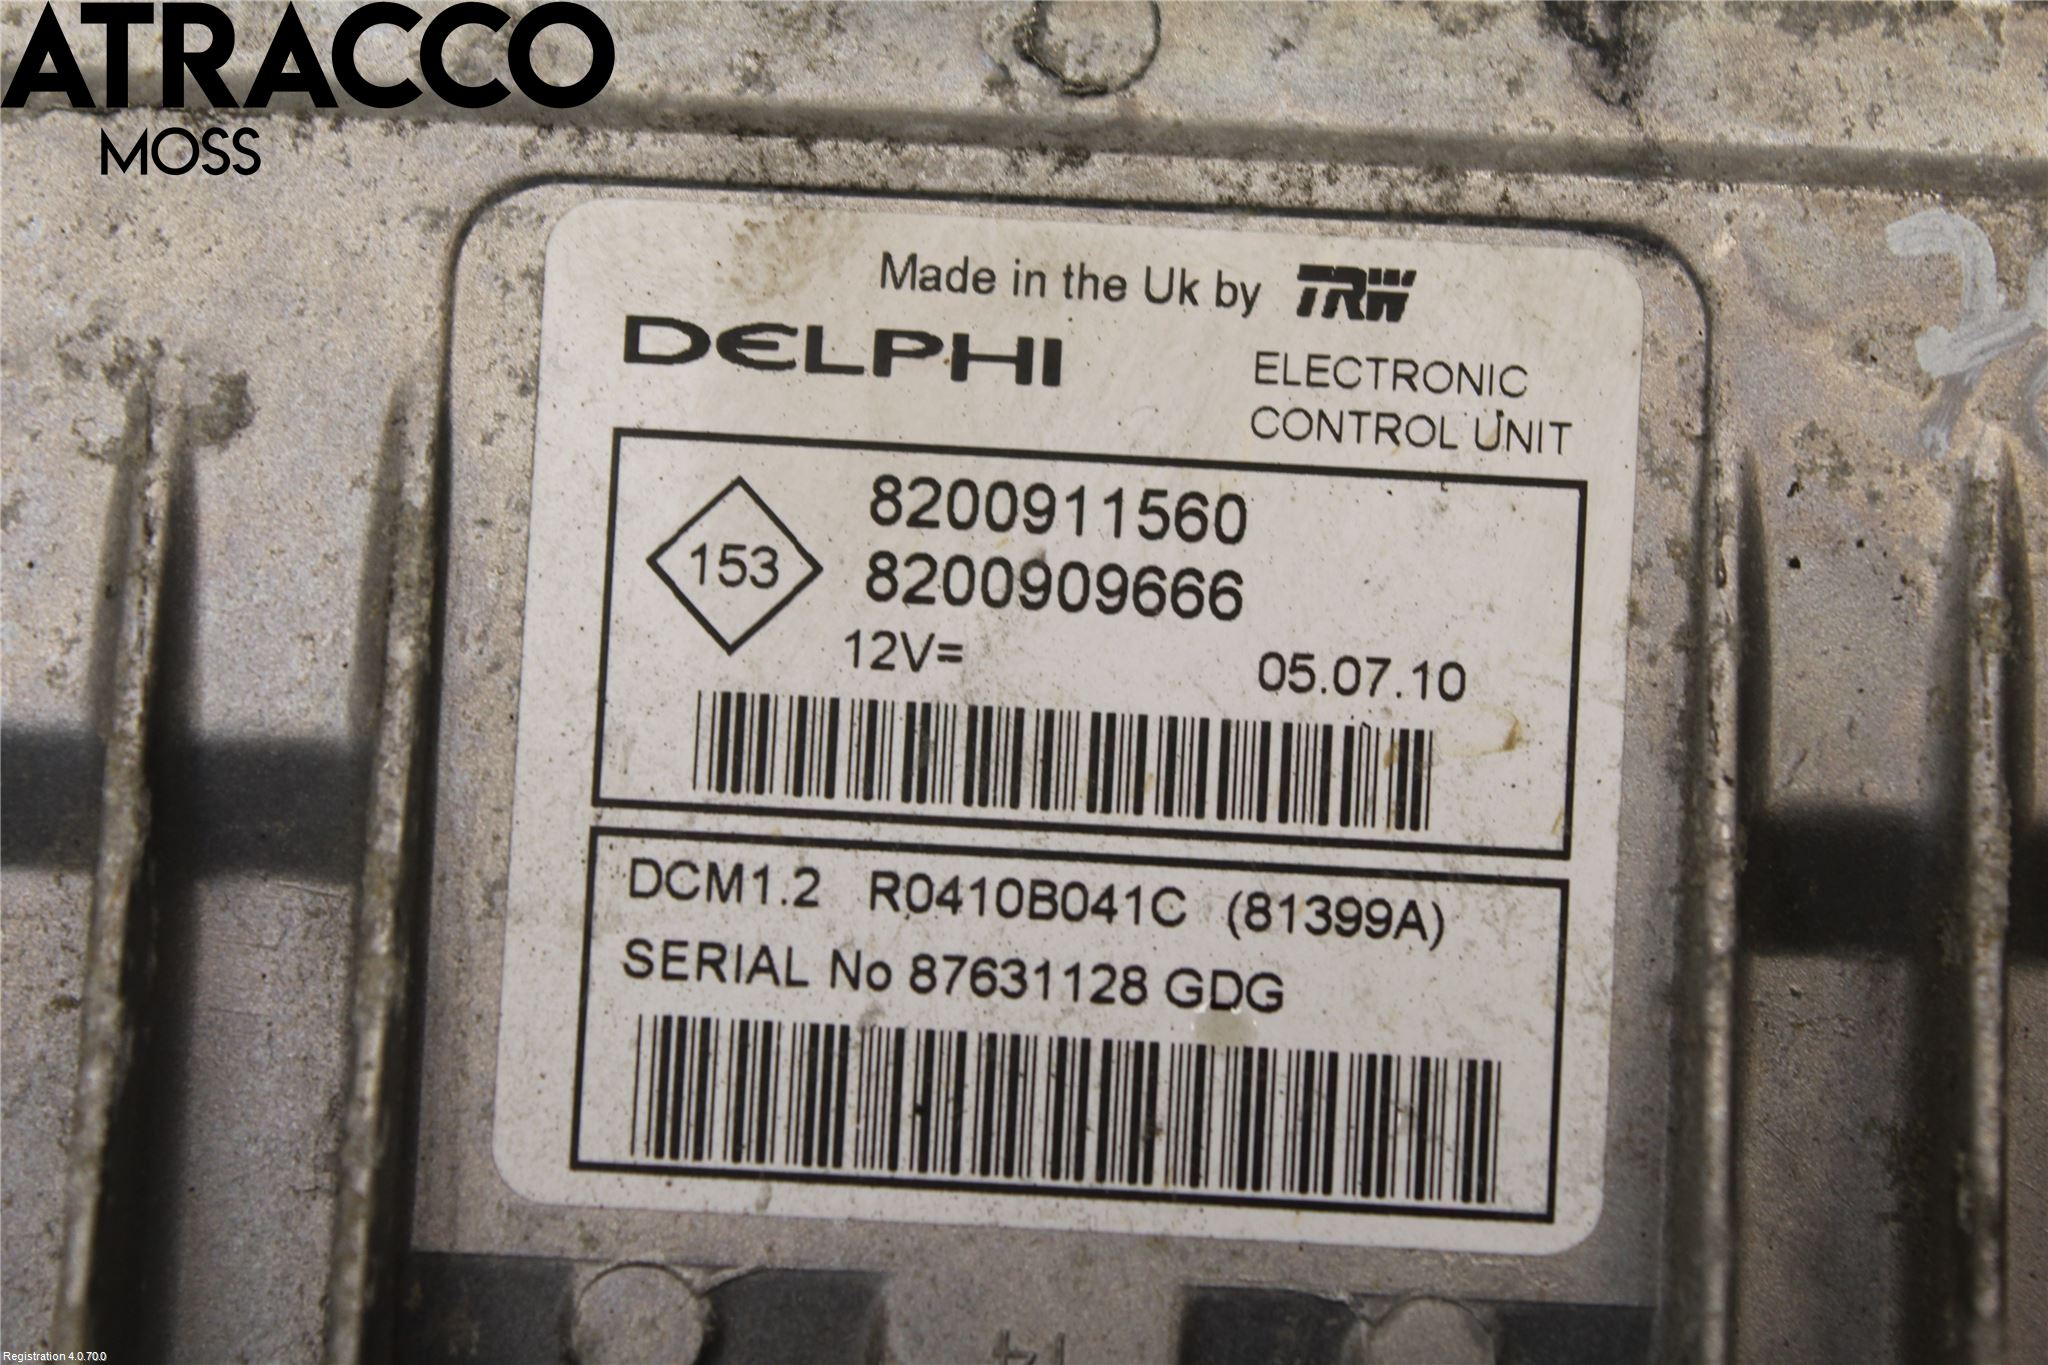 ATRACCO
MOSS
Made in the Uk by TRW
DELPHI
ELECTRONIC
CONTROL UNIT
153
8200911560
8200909666
12V=
05.07.10
DCM1.2 R0410B041C (81399A)
SERIAL No 87631128 GDG
Registration 4.0.70.0